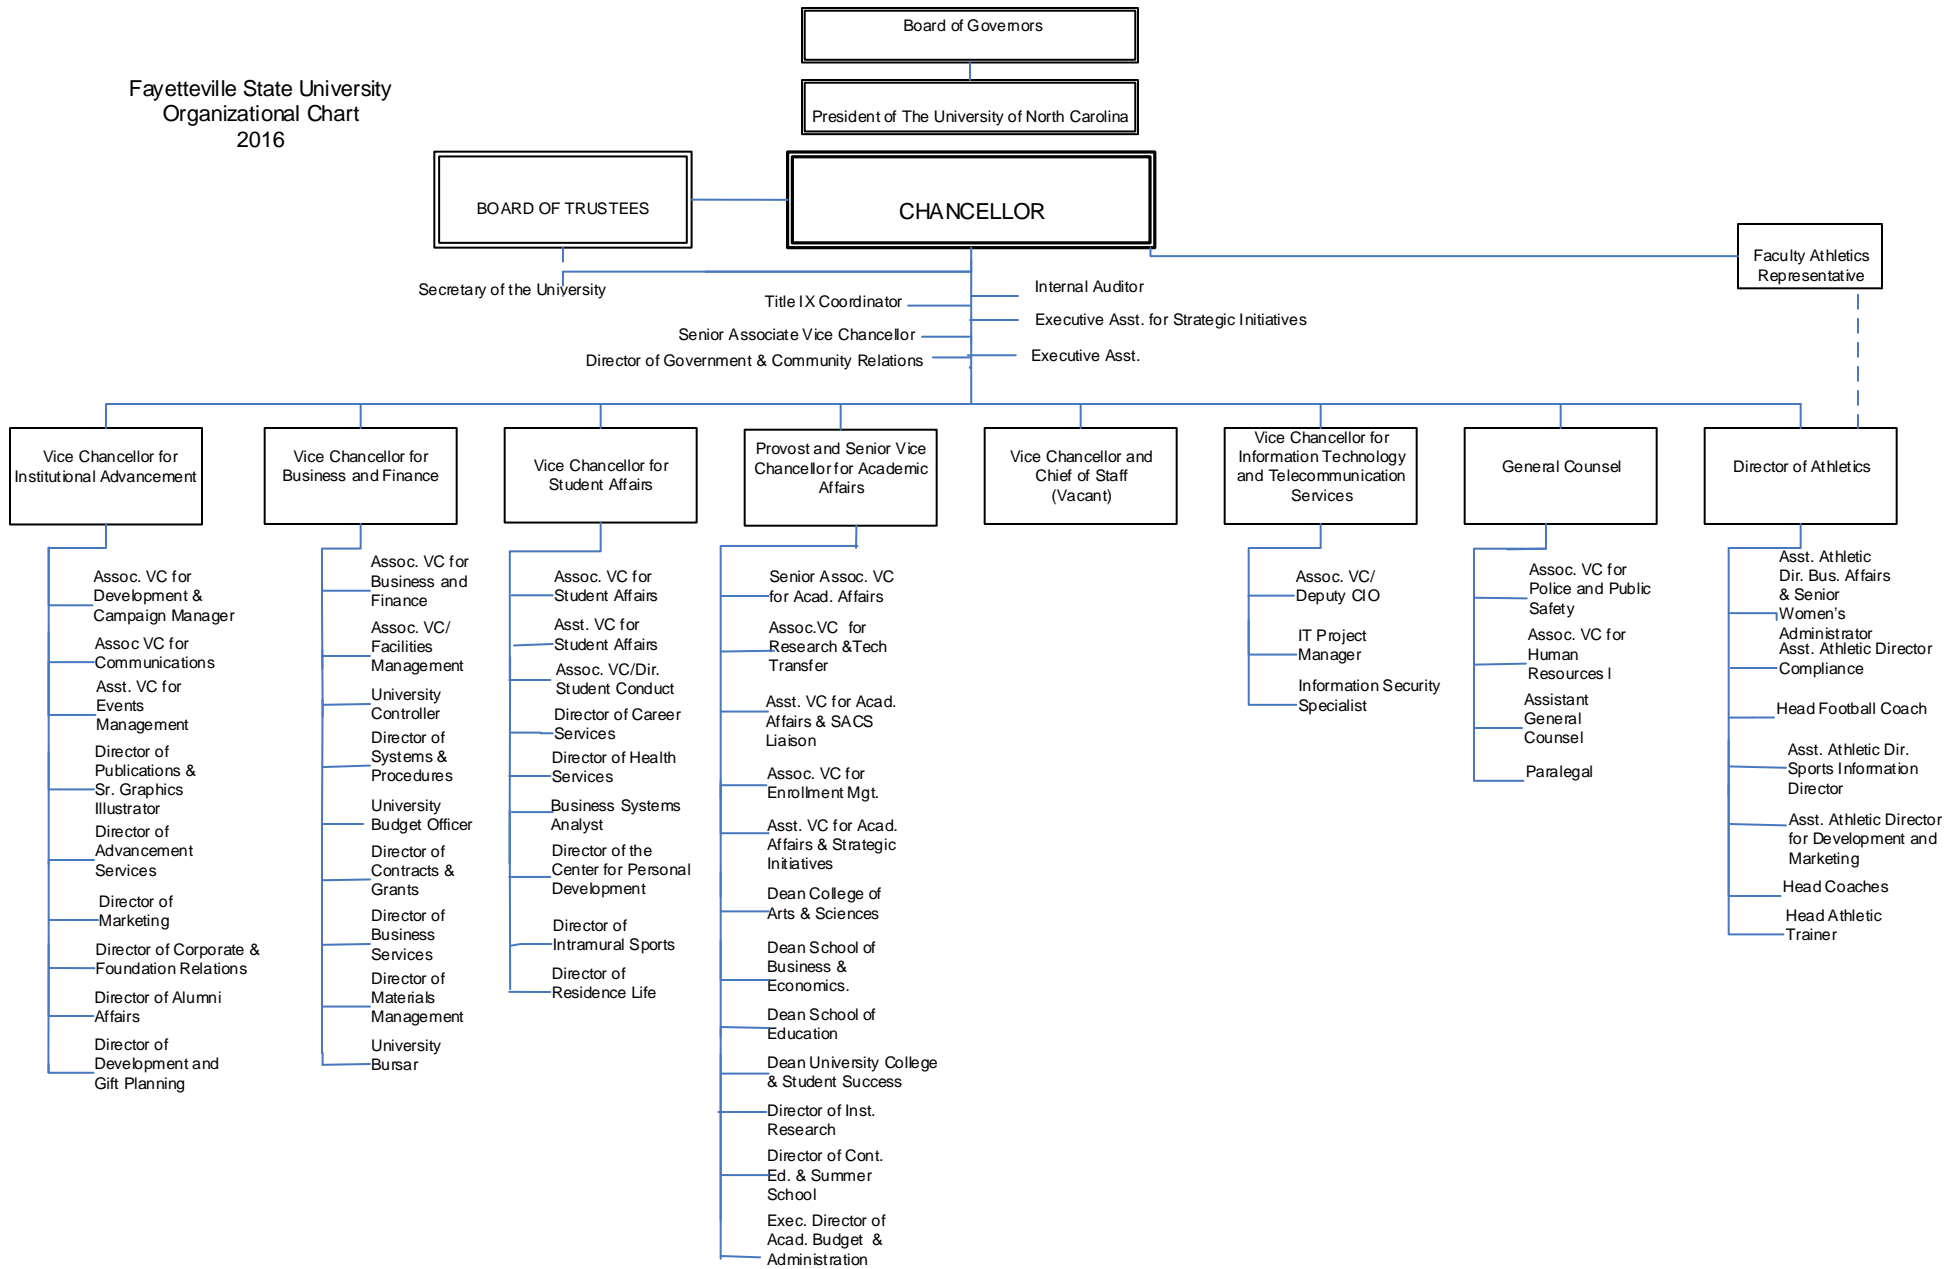 Board of Governors
Fayetteville State University
Organizational Chart
2016
President of The University of North Carolina
BOARD OF TRUSTEES
CHANCELLOR
Faculty Athletics
Representative
Secretary of the University
Internal Auditor
Title IX Coordinator
Executive Asst. for Strategic Initiatives
Senior Associate Vice Chancellor
Director of Government & Community Relations
Executive Asst.
Vice Chancellor for
Institutional Advancement
Vice Chancellor for
Business and Finance
Vice Chancellor for
Student Affairs
Provost and Senior Vice
Chancellor for Academic
Affairs
Vice Chancellor and
Chief of Staff
(Vacant)
Vice Chancellor for
Information Technology
and Telecommunication
Services
General Counsel
Director of Athletics
Assoc. VC for
Development &
Campaign Manager
Assoc VC for
Communications
Asst. VC for
Events
Management
Director of
Publications &
Sr. Graphics
Illustrator
Director of
Advancement
Services
Director of
Marketing
Director of Corporate &
Foundation Relations
Director of Alumni
Affairs
Director of
Development and
Gift Planning
Assoc. VC for
Business and
Finance
Assoc. VC/
Facilities
Management
University
Controller
Director of
Systems &
Procedures
University
Budget Officer
Director of
Contracts &
Grants
Director of
Business
Services
Director of
Materials
Management
University
Bursar
Assoc. VC for
Student Affairs
Asst. VC for
Student Affairs
Assoc. VC/Dir.
Student Conduct
Director of Career
Services
Director of Health
Services
Business Systems
Analyst
Director of the
Center for Personal
Development
Director of
Intramural Sports
Director of
Residence Life
Senior Assoc. VC
for Acad. Affairs
Assoc.VC for
Research &Tech
Transfer
Asst. VC for Acad.
Affairs & SACS
Liaison
Assoc. VC for
Enrollment Mgt.
Asst. VC for Acad.
Affairs & Strategic
Initiatives
Dean College of
Arts & Sciences
Dean School of
Business &
Economics.
Dean School of
Education
Dean University College
& Student Success
Director of Inst.
Research
Director of Cont.
Ed. & Summer
School
Exec. Director of
Acad. Budget &
Administration
Assoc. VC/
Deputy CIO
IT Project
Manager
Information Security
Specialist
Assoc. VC for
Police and Public
Safety
Assoc. VC for
Human
Resources I
Assistant
General
Counsel
Paralegal
Asst. Athletic
Dir. Bus. Affairs
& Senior
Women's
Administrator
Asst. Athletic Director
Compliance
Head Football Coach
Asst. Athletic Dir.
Sports Information
Director
Asst. Athletic Director
for Development and
Marketing
Head Coaches
Head Athletic
Trainer